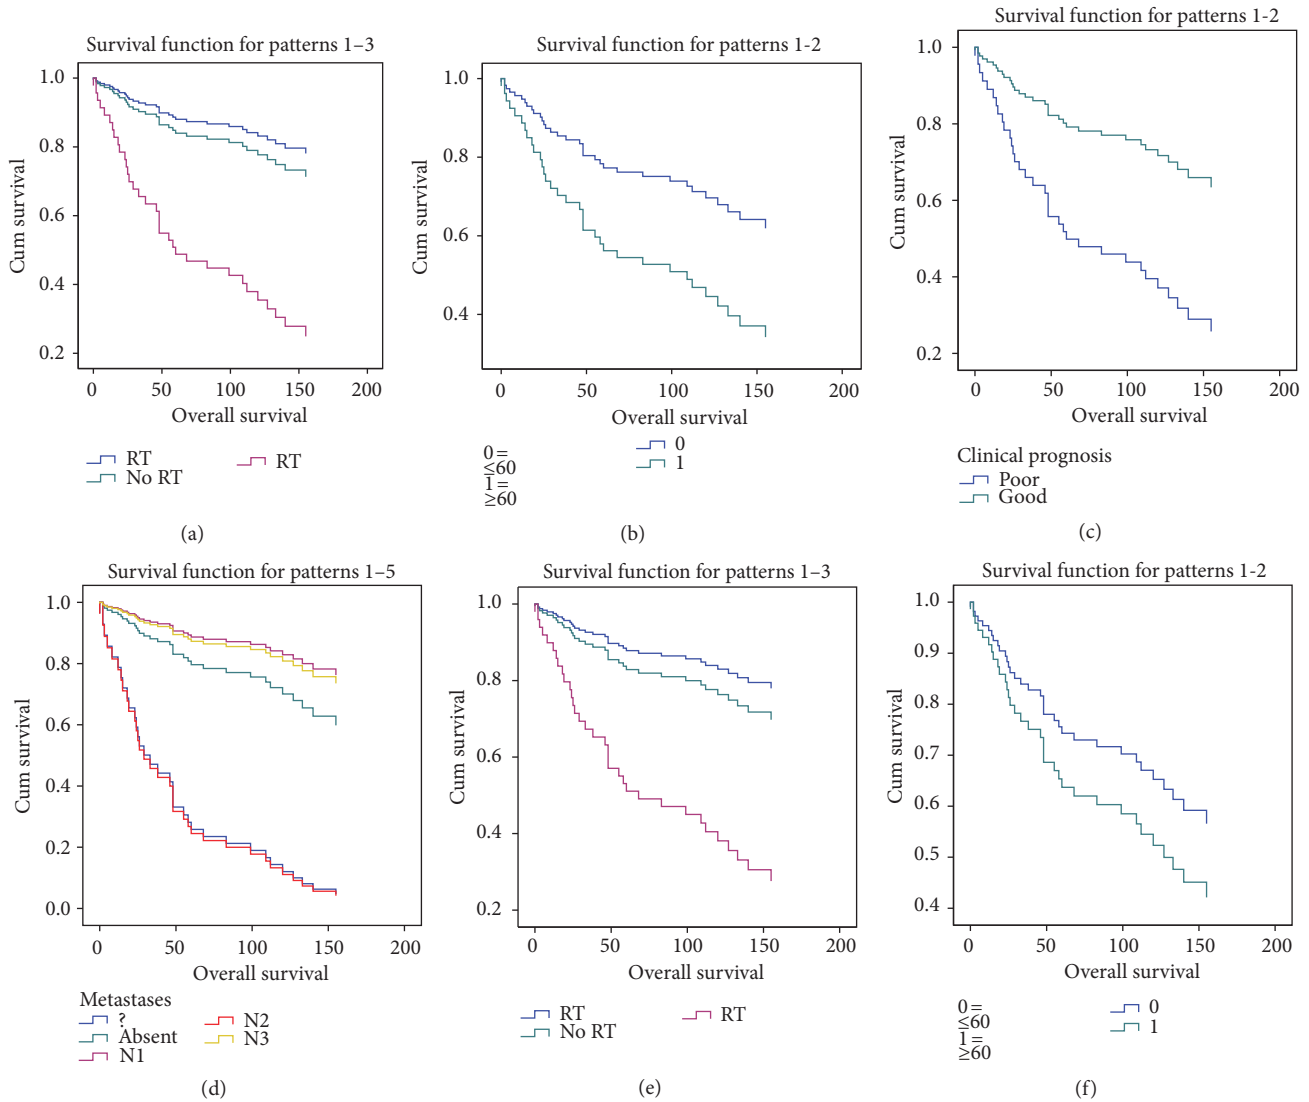 Survival function for patterns 1–3
1.0
0.8
0.6
0.4
0.2
Cum survival
0 50 100 150 200
Overall survival
RT
No RT
RT
(a)
Survival function for patterns 1-2
1.0
0.8
0.6
0.4
Cum survival
0 50 100 150 200
Overall survival
0 =
≤60
1 =
≥60
0
1
(b)
Survival function for patterns 1-2
1.0
0.8
0.6
0.4
0.2
Cum survival
0 50 100 150 200
Overall survival
Clinical prognosis
Poor
Good
(c)
Survival function for patterns 1–5
1.0
0.8
0.6
0.4
0.2
0.0
Cum survival
0 50 100 150 200
Overall survival
Metastases
?
Absent
N1
N2
N3
(d)
Survival function for patterns 1–3
1.0
0.8
0.6
0.4
0.2
Cum survival
0 50 100 150 200
Overall survival
RT
No RT
RT
(e)
Survival function for patterns 1-2
1.0
0.9
0.8
0.7
0.6
0.5
0.4
Cum survival
0 50 100 150 200
Overall survival
0 =
≤60
1 =
≥60
0
1
(f)